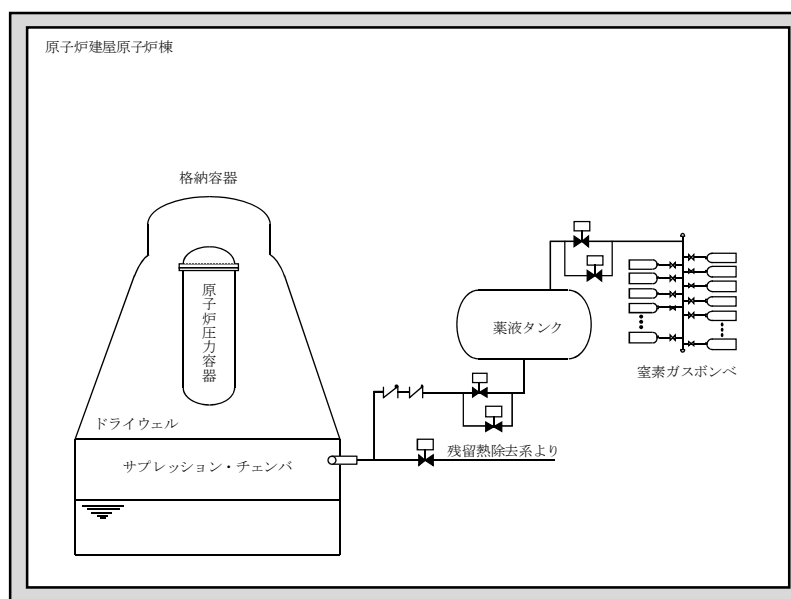 原子炉建屋原子炉棟
格納容器
原子炉圧力容器
薬液タンク
窒素ガスボンベ
ドライウェル
残留熱除去系より
サプレッション・チェンバ